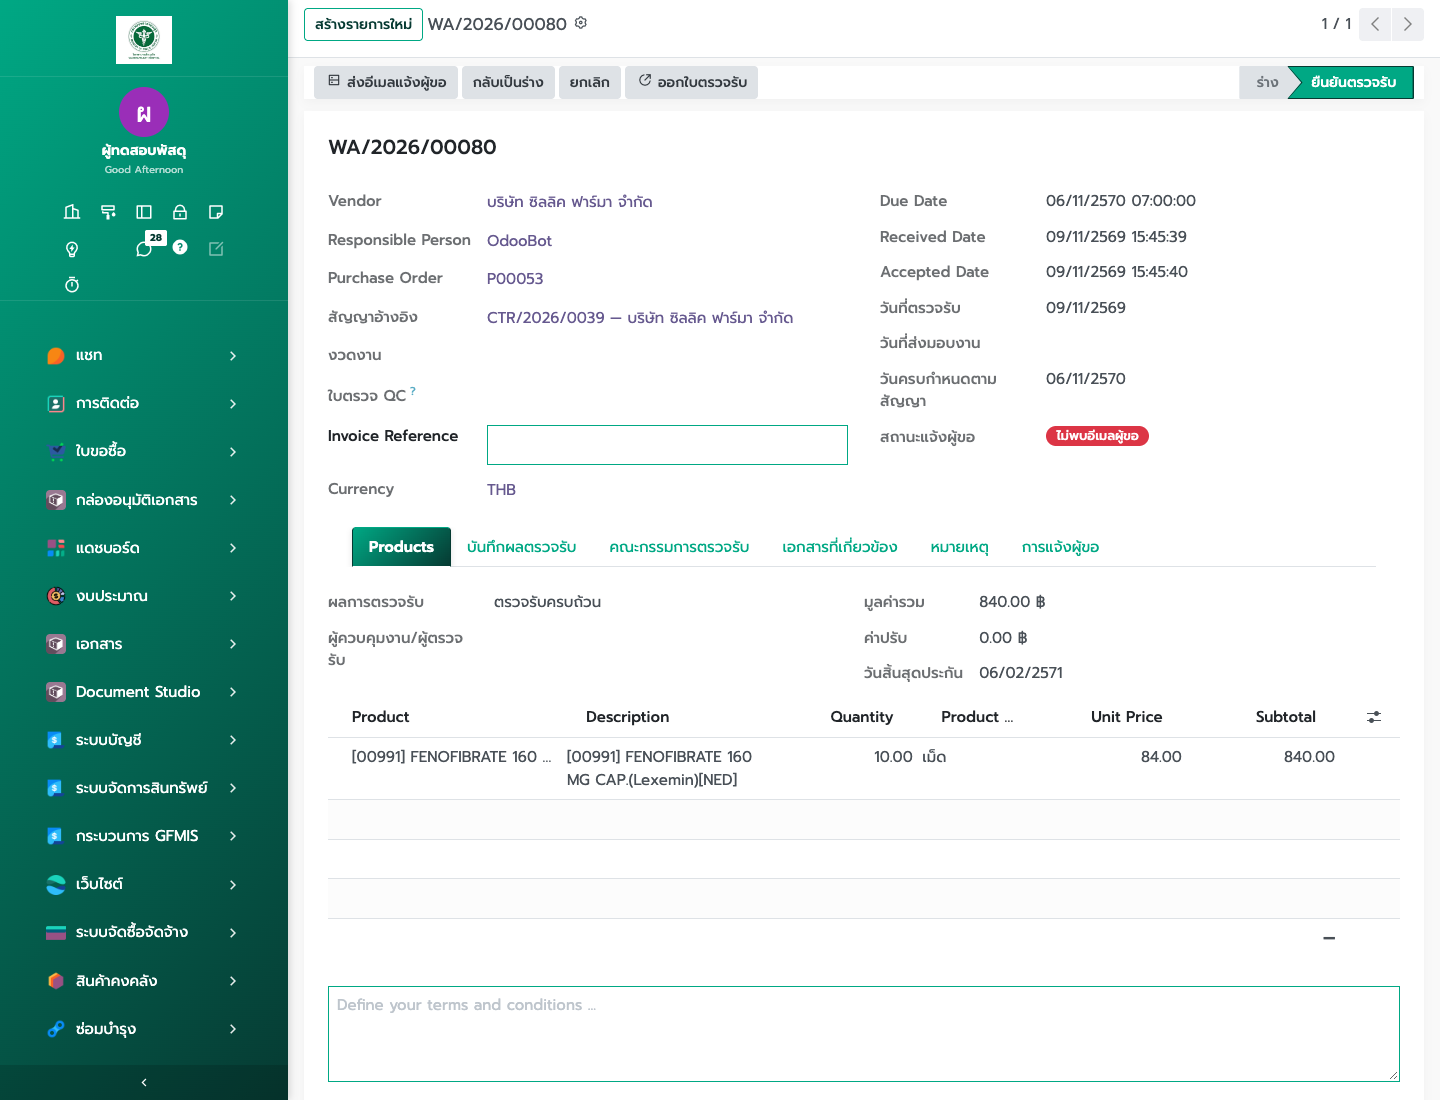 สร้างรายการใหม่ WA/2026/00080
1 / 1
ส่งอีเมลแจ้งผู้ขอ กลับเป็นร่าง ยกเลิก ออกใบตรวจรับ
ร่าง ยืนยันตรวจรับ
ผ
ผู้ทดสอบพัสดุ
Good Afternoon
28
?
แชท
การติดต่อ
ใบขอซื้อ
กล่องอนุมัติเอกสาร
แดชบอร์ด
งบประมาณ
เอกสาร
Document Studio
ระบบบัญชี
ระบบจัดการสินทรัพย์
กระบวนการ GFMIS
เว็บไซต์
ระบบจัดซื้อจัดจ้าง
สินค้าคงคลัง
ซ่อมบำรุง
WA/2026/00080
Vendor บริษัท ซิลลิค ฟาร์มา จำกัด
Responsible Person OdooBot
Purchase Order P00053
สัญญาอ้างอิง CTR/2026/0039 — บริษัท ซิลลิค ฟาร์มา จำกัด
งวดงาน
ใบตรวจ QC ?
Invoice Reference
Currency THB
Due Date 06/11/2570 07:00:00
Received Date 09/11/2569 15:45:39
Accepted Date 09/11/2569 15:45:40
วันที่ตรวจรับ 09/11/2569
วันที่ส่งมอบงาน
วันครบกำหนดตาม 06/11/2570
สัญญา
สถานะแจ้งผู้ขอ ไม่พบอีเมลผู้ขอ
Products บันทึกผลตรวจรับ คณะกรรมการตรวจรับ เอกสารที่เกี่ยวข้อง หมายเหตุ การแจ้งผู้ขอ
ผลการตรวจรับ ตรวจรับครบถ้วน
ผู้ควบคุมงาน/ผู้ตรวจ
รับ
มูลค่ารวม 840.00 ฿
ค่าปรับ 0.00 ฿
วันสิ้นสุดประกัน 06/02/2571
Product Description Quantity Product ... Unit Price Subtotal
[00991] FENOFIBRATE 160 ... [00991] FENOFIBRATE 160 10.00 เม็ด 84.00 840.00
MG CAP.(Lexemin)[NED]
Define your terms and conditions ...